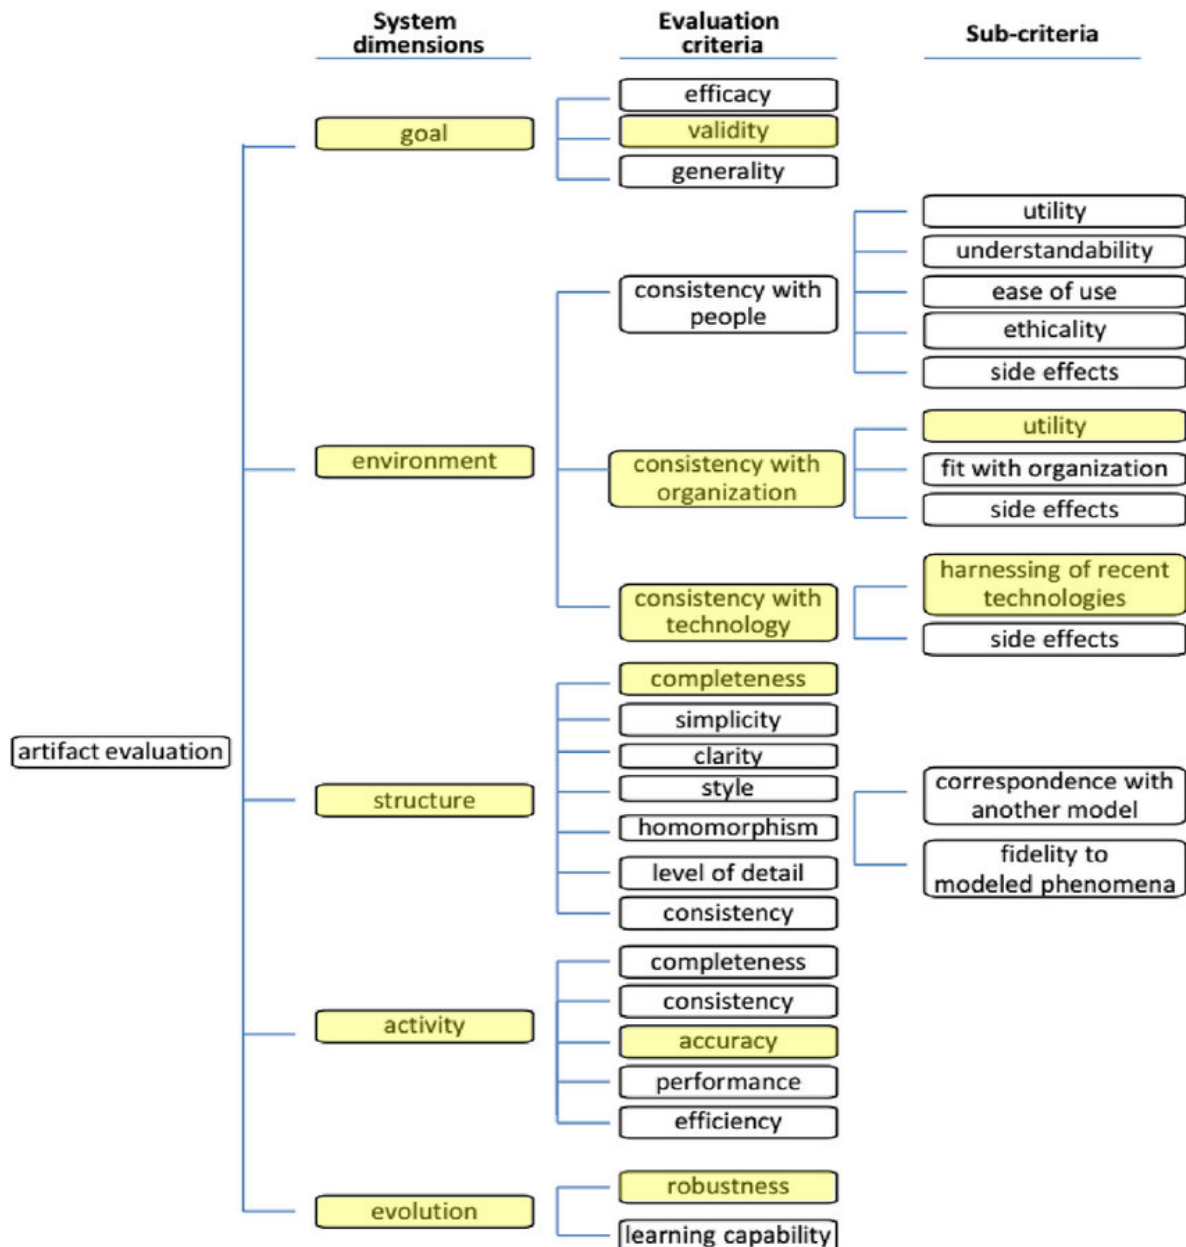 System
dimensions
Evaluation
criteria
Sub-criteria
artifact evaluation
goal
efficacy
validity
generality
environment
consistency with
people
utility
understandability
ease of use
ethicality
side effects
consistency with
organization
utility
fit with organization
side effects
consistency with
technology
harnessing of recent
technologies
side effects
structure
completeness
simplicity
clarity
style
homomorphism
correspondence with
another model
fidelity to
modeled phenomena
level of detail
consistency
activity
completeness
consistency
accuracy
performance
efficiency
evolution
robustness
learning capability